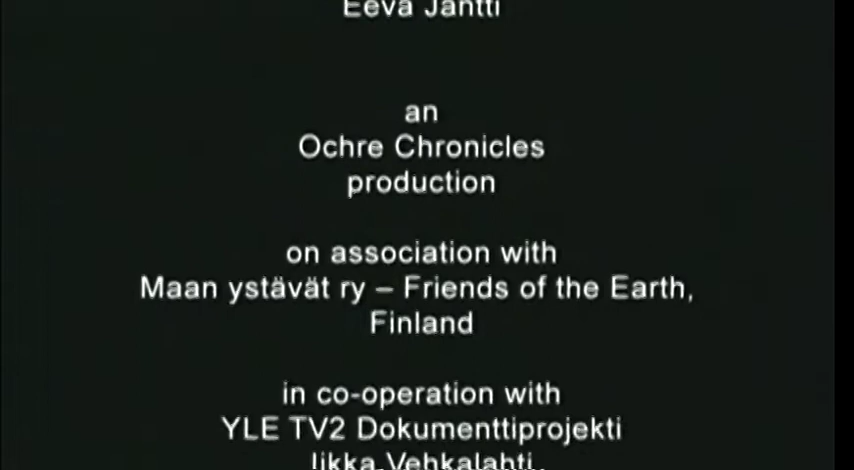 Eeva Jantti
an
Ochre Chronicles
production
on association with
Maan ystävät ry – Friends of the Earth,
Finland
in co-operation with
YLE TV2 Dokumenttiprojekti
Iikka Vehkalahti,